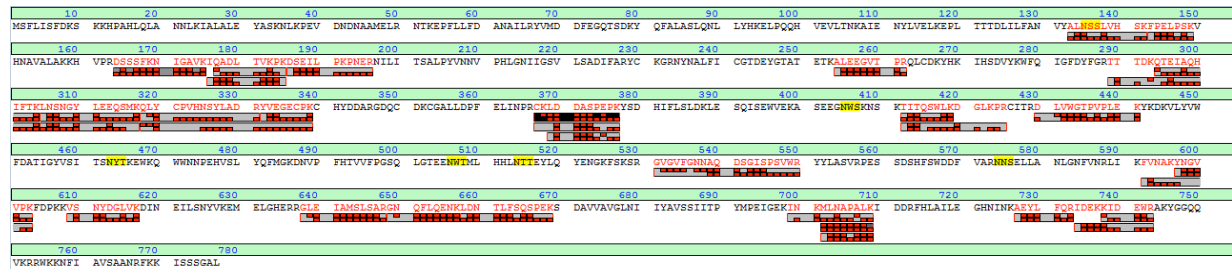 10 20 30 40 50 60 70 80 90 100 110 120 130 140 150
MSFLISFDKS KKHPAHLQLA NNLKIALALE YASKNLKPEV DNDNAAMELR NTKEPFLLFD ANAILRYVMD DFEGQTSDKY QFALASLQNL LYHKELPQQH VEVLTNKAIE NYLVELKEPL TTTDLILFAN VYALNSSLVH SKFPELPSKV
160 170 180 190 200 210 220 230 240 250 260 270 280 290 300
HNAVALAKKH VPRDSSSFKN IGAVKIQADL TVKPKDSEIL PKPNERNILI TSALPYVNNV PHLGNIIGSV LSADIFARYC KGRNYNALFI CGTDEYGTAT ETKALEEGVT PRQLCDKYHK IHSDVYKWFQ IGFDYFGRTT TDKQTEIAQH
310 320 330 340 350 360 370 380 390 400 410 420 430 440 450
IFTKLNSNGY LEEQSMKQLY CPVHNSYLAD RYVEGECPKC HYDDARGDQC DKCGALLDPF ELINPRCKLD DASPEPKYSD HIFLSLDKLE SQISEWVEKA SEEGNWSKNS KTITQSWLKD GLKPRCITRD LVWGTPVPLE KYKDKVLYVW
460 470 480 490 500 510 520 530 540 550 560 570 580 590 600
FDATIGYVSI TSNYTKEWKQ WWNNPEHVSL YQFMGKDNVP FHTVVFPGSQ LGTEENWTML HHLNTTEYLQ YENGKFSKSR GVGVFGNNAQ DSGISPSVWR YYLASVRPES SDSHFSWDDF VARNNSELLA NLGNFVNRLI KFVNAKYNGV
610 620 630 640 650 660 670 680 690 700 710 720 730 740 750
VPKFDPKKVS NYDGLVKDIN EILSNYVKEM ELGHERRGLE IAMSLSARGN QFLQENKLDN TLFSQSPEKS DAVVAVGLNI IYAVSSIITP YMPEIGEKIN KMLNAPALKI DDRFHLAILE GHNINKAEYL FQRIDEKKID EWRAKYGGQQ
760 770 780
VKRRWKKNFI AVSAANRFKK ISSSGAL